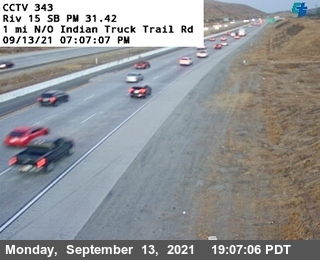 CCTV 343
Riv 15 SB PM 31.42
1 mi N/O Indian Truck Trail Rd
09/13/21 07:07:07 PM
Monday, September 13, 2021 19:07:06 PDT